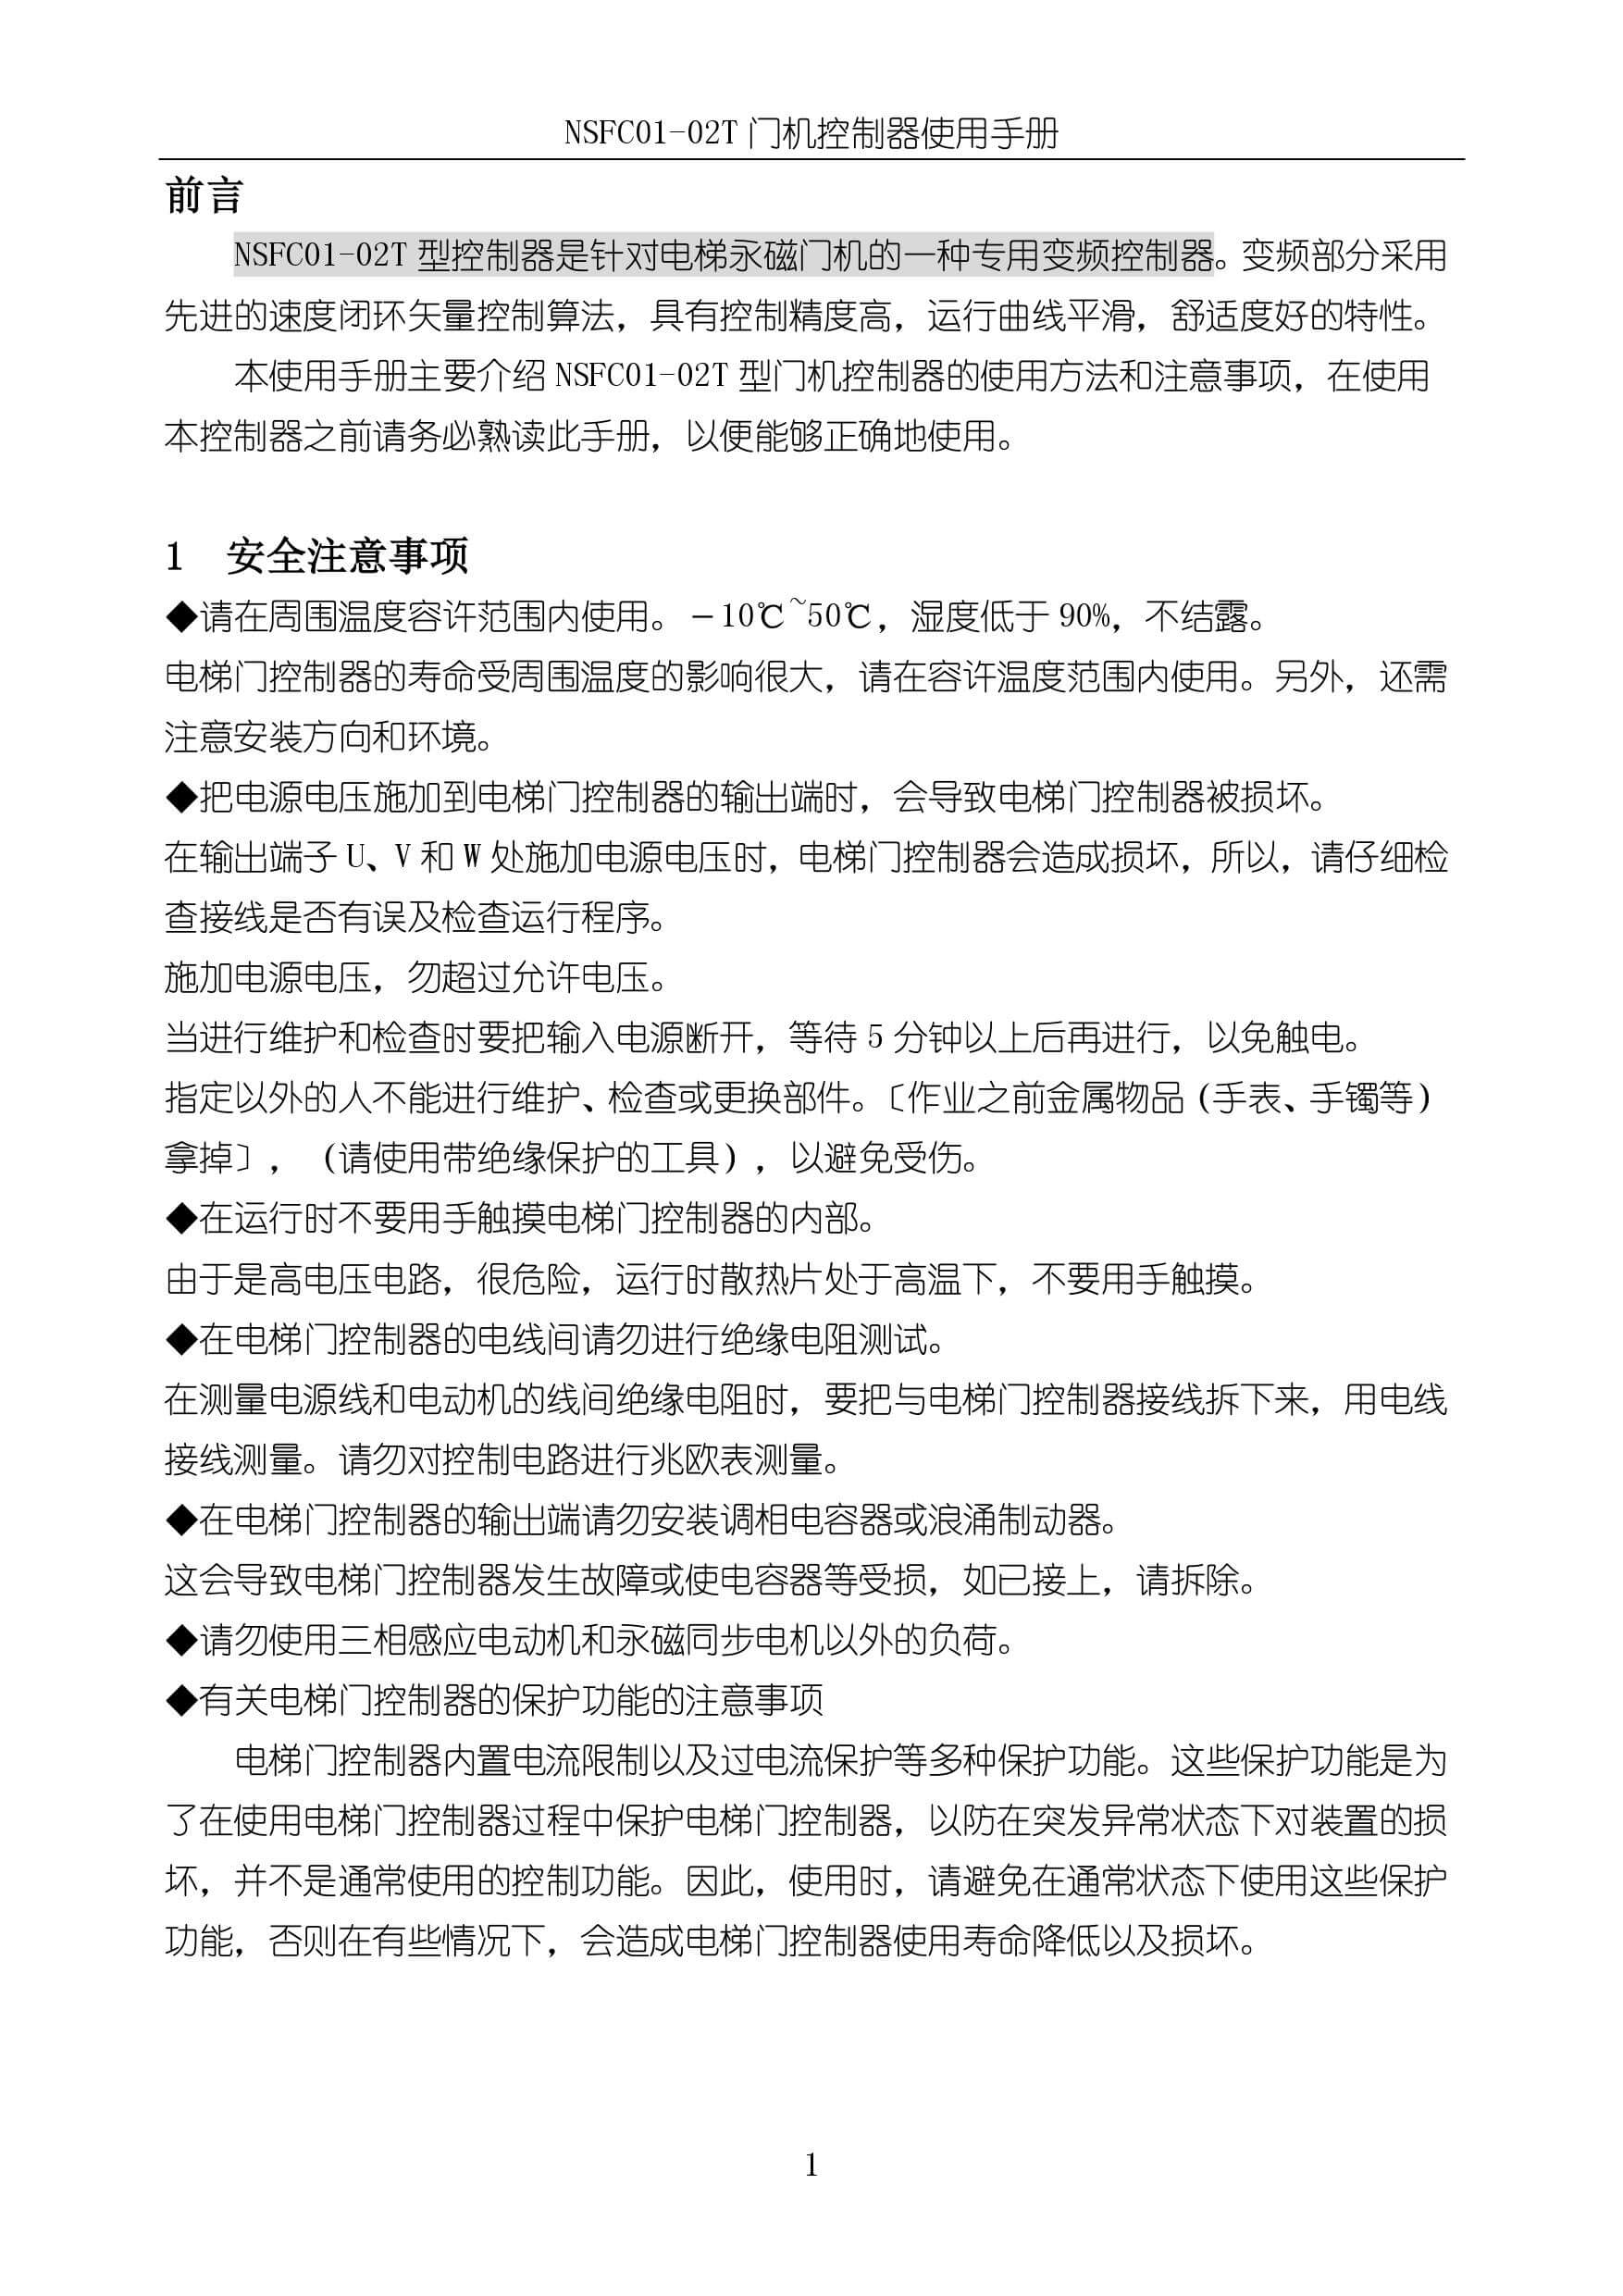 NSFC01-02T 门机控制器使用手册
前言
NSFC01-02T 型控制器是针对电梯永磁门机的一种专用变频控制器。变频部分采用
先进的速度闭环矢量控制算法，具有控制精度高，运行曲线平滑，舒适度好的特性。
本使用手册主要介绍 NSFC01-02T 型门机控制器的使用方法和注意事项，在使用
本控制器之前请务必熟读此手册，以便能够正确地使用。
1 安全注意事项
◆请在周围温度容许范围内使用。－10℃~50℃，湿度低于 90%，不结露。
电梯门控制器的寿命受周围温度的影响很大，请在容许温度范围内使用。另外，还需
注意安装方向和环境。
◆把电源电压施加到电梯门控制器的输出端时，会导致电梯门控制器被损坏。
在输出端子 U、V 和 W 处施加电源电压时，电梯门控制器会造成损坏，所以，请仔细检
查接线是否有误及检查运行程序。
施加电源电压，勿超过允许电压。
当进行维护和检查时要把输入电源断开，等待 5 分钟以上后再进行，以免触电。
指定以外的人不能进行维护、检查或更换部件。〔作业之前金属物品（手表、手镯等）
拿掉〕，（请使用带绝缘保护的工具），以避免受伤。
◆在运行时不要用手触摸电梯门控制器的内部。
由于是高电压电路，很危险，运行时散热片处于高温下，不要用手触摸。
◆在电梯门控制器的电线间请勿进行绝缘电阻测试。
在测量电源线和电动机的线间绝缘电阻时，要把与电梯门控制器接线拆下来，用电线
接线测量。请勿对控制电路进行兆欧表测量。
◆在电梯门控制器的输出端请勿安装调相电容器或浪涌制动器。
这会导致电梯门控制器发生故障或使电容器等受损，如已接上，请拆除。
◆请勿使用三相感应电动机和永磁同步电机以外的负荷。
◆有关电梯门控制器的保护功能的注意事项
电梯门控制器内置电流限制以及过电流保护等多种保护功能。这些保护功能是为
了在使用电梯门控制器过程中保护电梯门控制器，以防在突发异常状态下对装置的损
坏，并不是通常使用的控制功能。因此，使用时，请避免在通常状态下使用这些保护
功能，否则在有些情况下，会造成电梯门控制器使用寿命降低以及损坏。
1